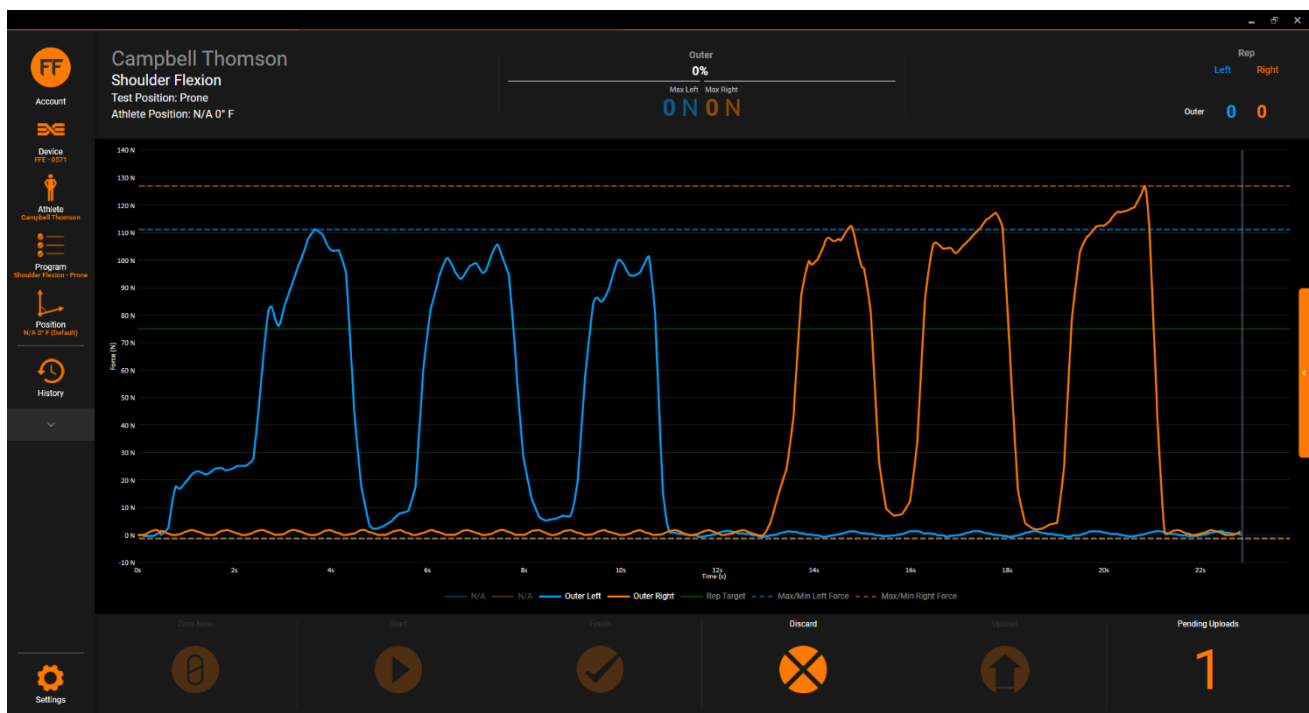 FF
Account
Device
FFE - 0571
Athlete
Campbell Thomson
Program
Shoulder Flexion - Prone
Position
N/A 0° F (Default)
History
Settings
Campbell Thomson
Shoulder Flexion
Test Position: Prone
Athlete Position: N/A 0° F
Outer
0%
Max Left Max Right
0 N 0 N
Rep
Left Right
Outer 0 0
140 N
130 N
120 N
110 N
100 N
90 N
80 N
70 N
60 N
50 N
40 N
30 N
20 N
10 N
0 N
-10 N
Force (N)
0s 2s 4s 6s 8s 10s 12s 14s 16s 18s 20s 22s
Time (s)
N/A N/A Outer Left Outer Right Rep Target Max/Min Left Force Max/Min Right Force
Zero Now Start Finish Discard Upload Pending Uploads
0
1